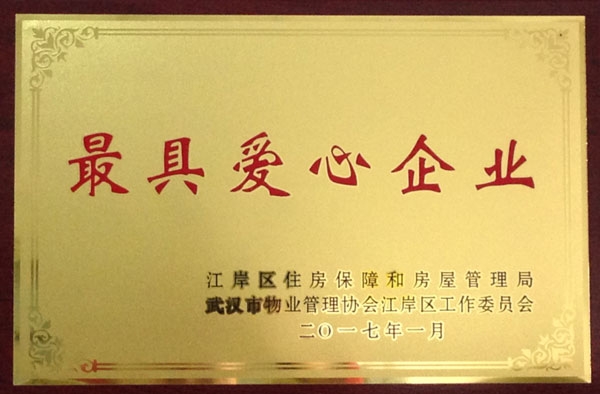 最具爱心企业
江岸区住房保障和房屋管理局
武汉市物业管理协会江岸区工作委员会
二〇一七年一月